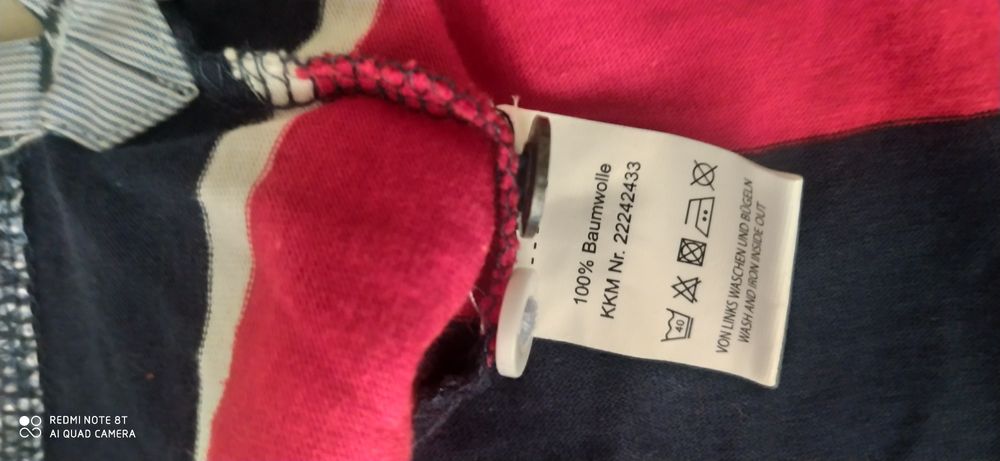 100% Baumwolle
KKM Nr. 22242433
40
VON LINKS WASCHEN UND BÜGELN
WASH AND IRON INSIDE OUT
REDMI NOTE 8T
AI QUAD CAMERA